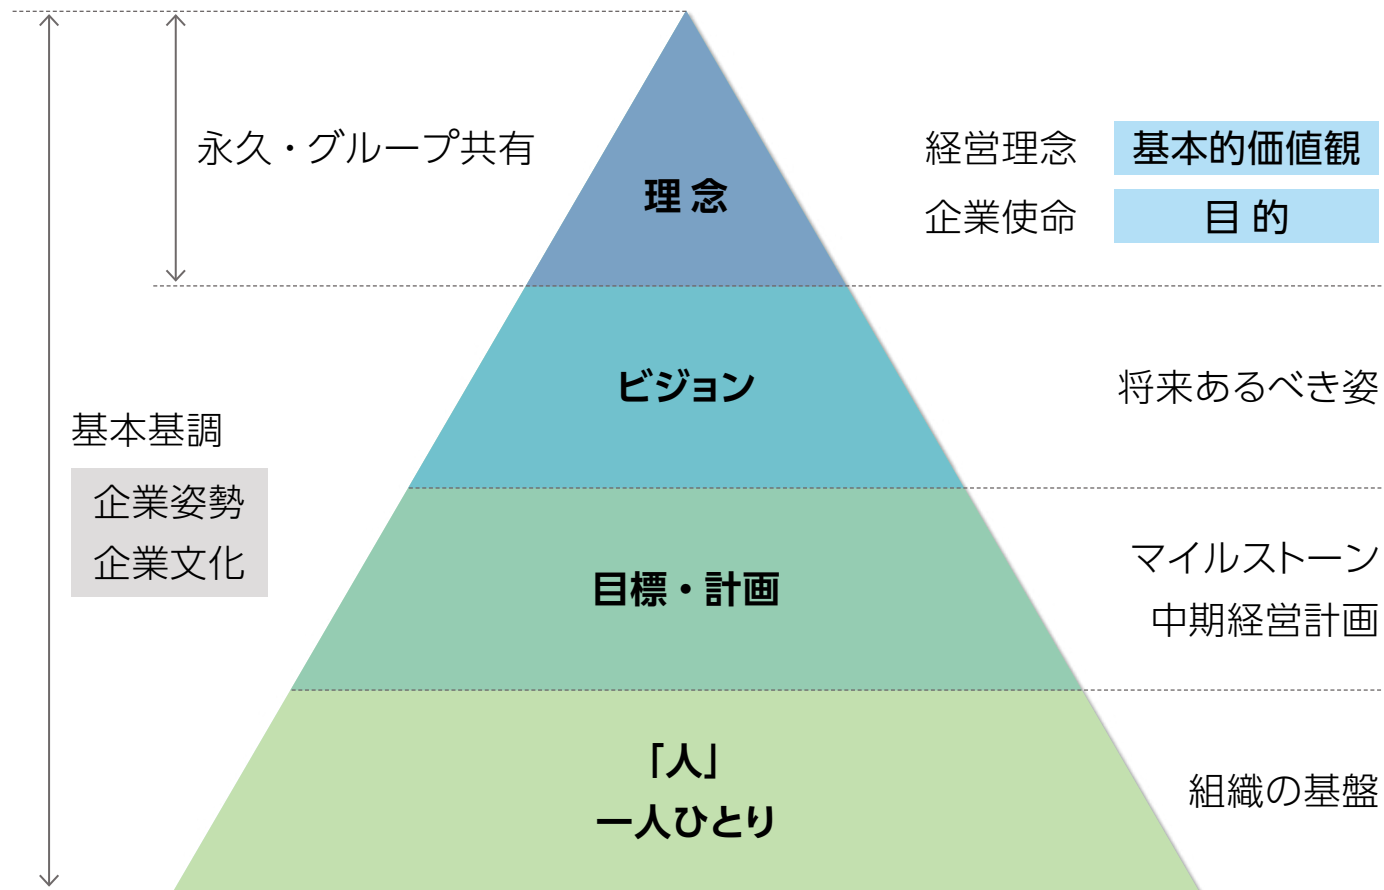 永久・グループ共有
理念
経営理念 基本的価値観
企業使命 目的
ビジョン
将来あるべき姿
基本基調
企業姿勢
企業文化
目標・計画
マイルストーン
中期経営計画
「人」
一人ひとり
組織の基盤